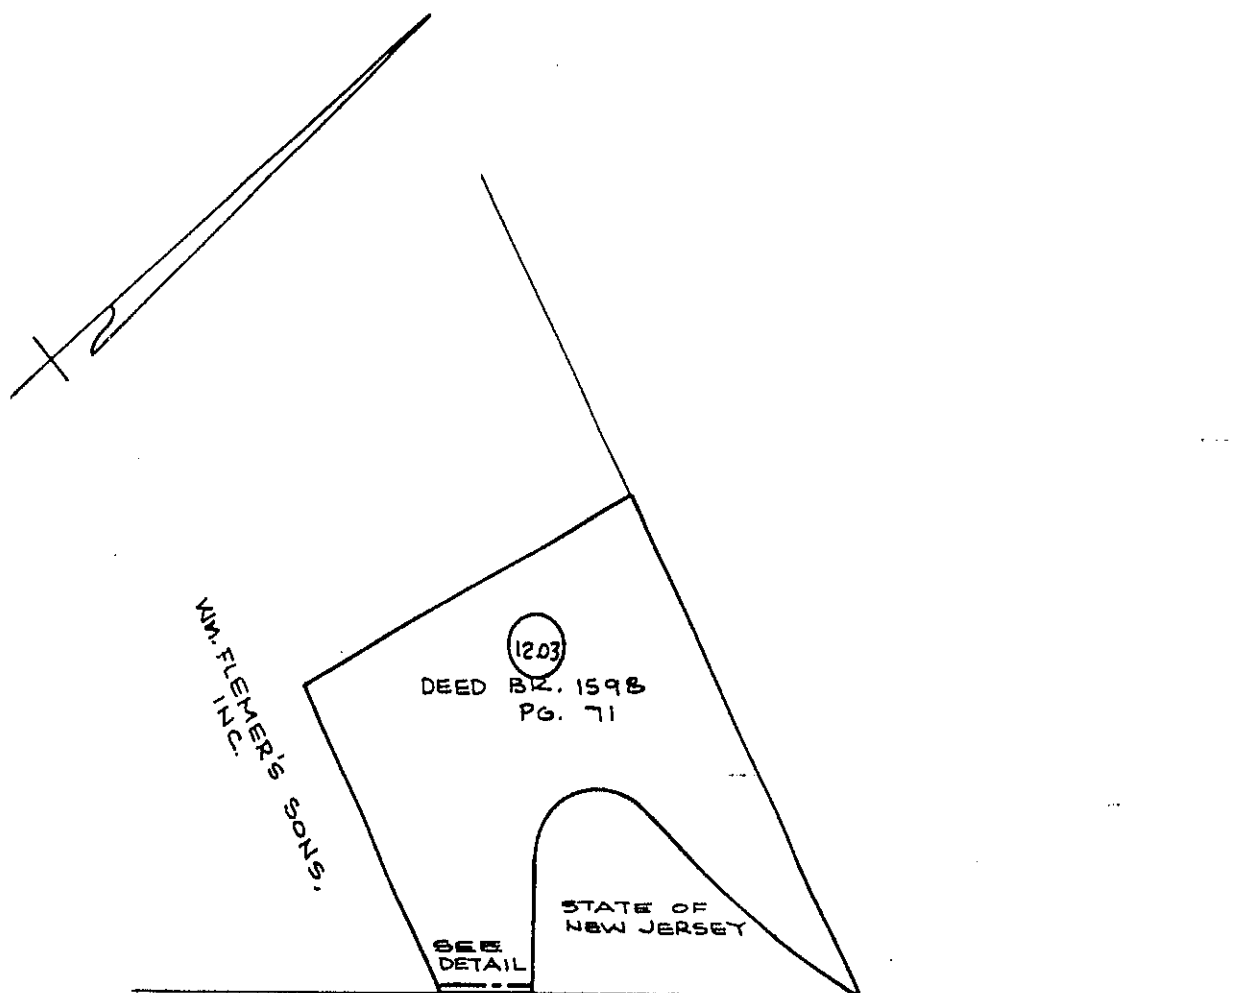 12.03
DEED BK. 1598
PG. 71
WM. FLEMER'S SONS,
INC.
STATE OF
NEW JERSEY
SEE
DETAIL